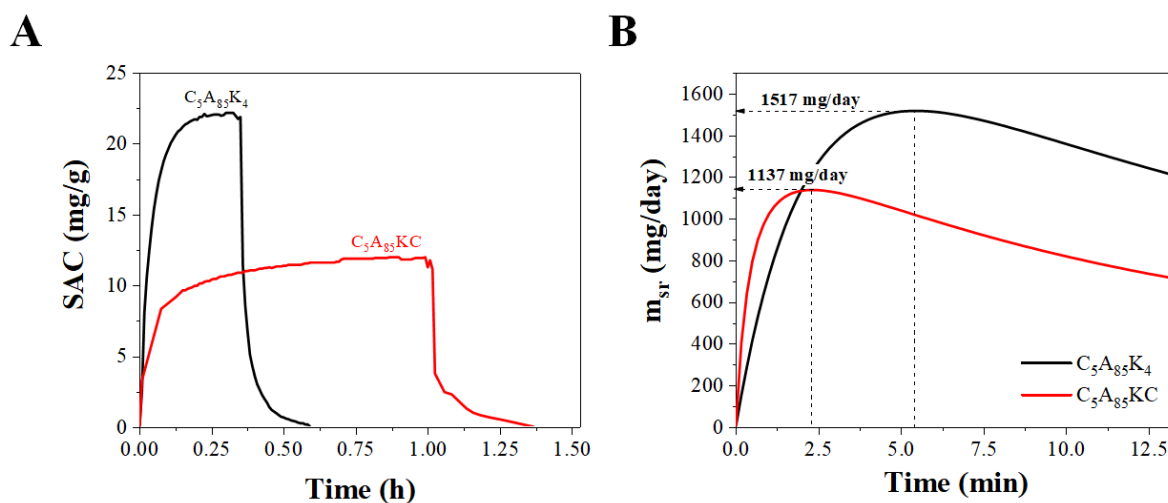 A
25
20
15
10
5
0
SAC (mg/g)
C₅A₈₅K₄
C₅A₈₅KC
0.00 0.25 0.50 0.75 1.00 1.25 1.50
Time (h)
B
1600
1400
1200
1000
800
600
400
200
0
mₛᵣ (mg/day)
1517 mg/day
1137 mg/day
C₅A₈₅K₄
C₅A₈₅KC
0.0 2.5 5.0 7.5 10.0 12.5
Time (min)